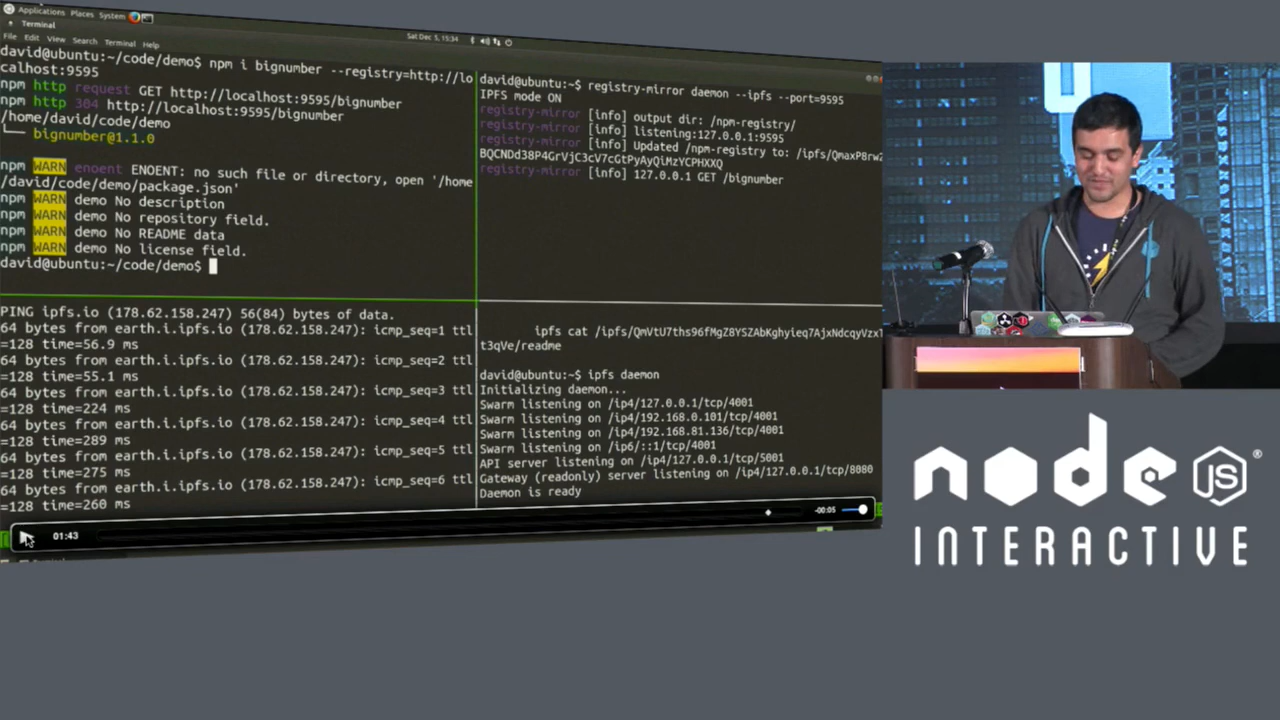 Applications Places System
Sat Dec 5, 15:34
Terminal
File Edit View Search Terminal Help
david@ubuntu:~/code/demo$ npm i bignumber --registry=http://lo
calhost:9595
npm http request GET http://localhost:9595/bignumber
npm http 304 http://localhost:9595/bignumber
/home/david/code/demo
└── bignumber@1.1.0
npm WARN enoent ENOENT: no such file or directory, open '/home
/david/code/demo/package.json'
npm WARN demo No description
npm WARN demo No repository field.
npm WARN demo No README data
npm WARN demo No license field.
david@ubuntu:~/code/demo$
david@ubuntu:~$ registry-mirror daemon --ipfs --port=9595
IPFS mode ON
registry-mirror [info] output dir: /npm-registry/
registry-mirror [info] listening:127.0.0.1:9595
registry-mirror [info] Updated /npm-registry to: /ipfs/QmaxP8rw2
BQCNDd38P4GrVjC3cV7cGtPyAyQiMzYCPHXXQ
registry-mirror [info] 127.0.0.1 GET /bignumber
PING ipfs.io (178.62.158.247) 56(84) bytes of data.
64 bytes from earth.i.ipfs.io (178.62.158.247): icmp_seq=1 ttl
=128 time=56.9 ms
64 bytes from earth.i.ipfs.io (178.62.158.247): icmp_seq=2 ttl
=128 time=55.1 ms
64 bytes from earth.i.ipfs.io (178.62.158.247): icmp_seq=3 ttl
=128 time=224 ms
64 bytes from earth.i.ipfs.io (178.62.158.247): icmp_seq=4 ttl
=128 time=289 ms
64 bytes from earth.i.ipfs.io (178.62.158.247): icmp_seq=5 ttl
=128 time=275 ms
64 bytes from earth.i.ipfs.io (178.62.158.247): icmp_seq=6 ttl
=128 time=260 ms
ipfs cat /ipfs/QmVtU7ths96fMgZ8YSZAbKghyieq7AjxNdcqyVzxT
t3qVe/readme
david@ubuntu:~$ ipfs daemon
Initializing daemon...
Swarm listening on /ip4/127.0.0.1/tcp/4001
Swarm listening on /ip4/192.168.0.101/tcp/4001
Swarm listening on /ip4/192.168.81.136/tcp/4001
Swarm listening on /ip6/::1/tcp/4001
API server listening on /ip4/127.0.0.1/tcp/5001
Gateway (readonly) server listening on /ip4/127.0.0.1/tcp/8080
Daemon is ready
01:43
-00:05
node
JS ®
INTERACTIVE